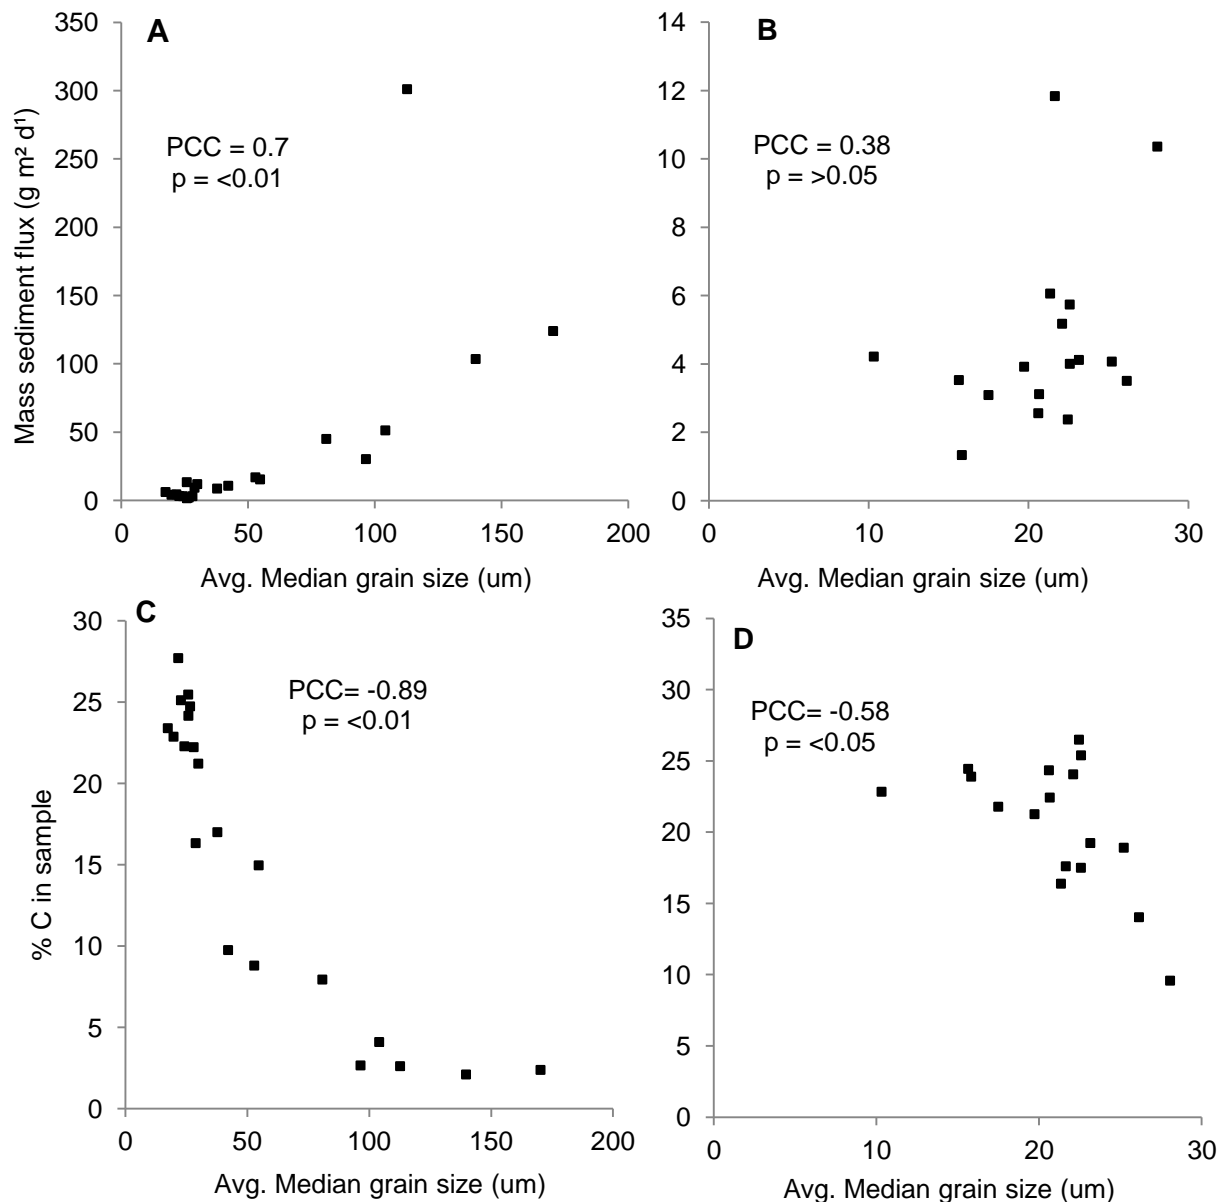 A
350
300
250
200
150
100
50
0
PCC = 0.7
p = <0.01
Mass sediment flux (g m² d¹)
0 50 100 150 200
Avg. Median grain size (um)
B
14
12
10
8
6
4
2
0
PCC = 0.38
p = >0.05
0 10 20 30
Avg. Median grain size (um)
C
30
25
20
15
10
5
0
PCC= -0.89
p = <0.01
% C in sample
0 50 100 150 200
Avg. Median grain size (um)
D
35
30
25
20
15
10
5
0
PCC= -0.58
p = <0.05
0 10 20 30
Avg. Median grain size (um)